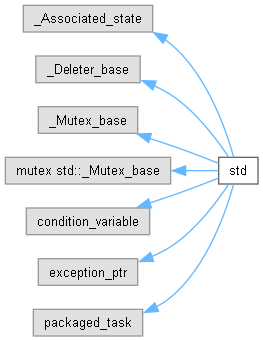 _Associated_state
_Deleter_base
_Mutex_base
mutex std::_Mutex_base
std
condition_variable
exception_ptr
packaged_task